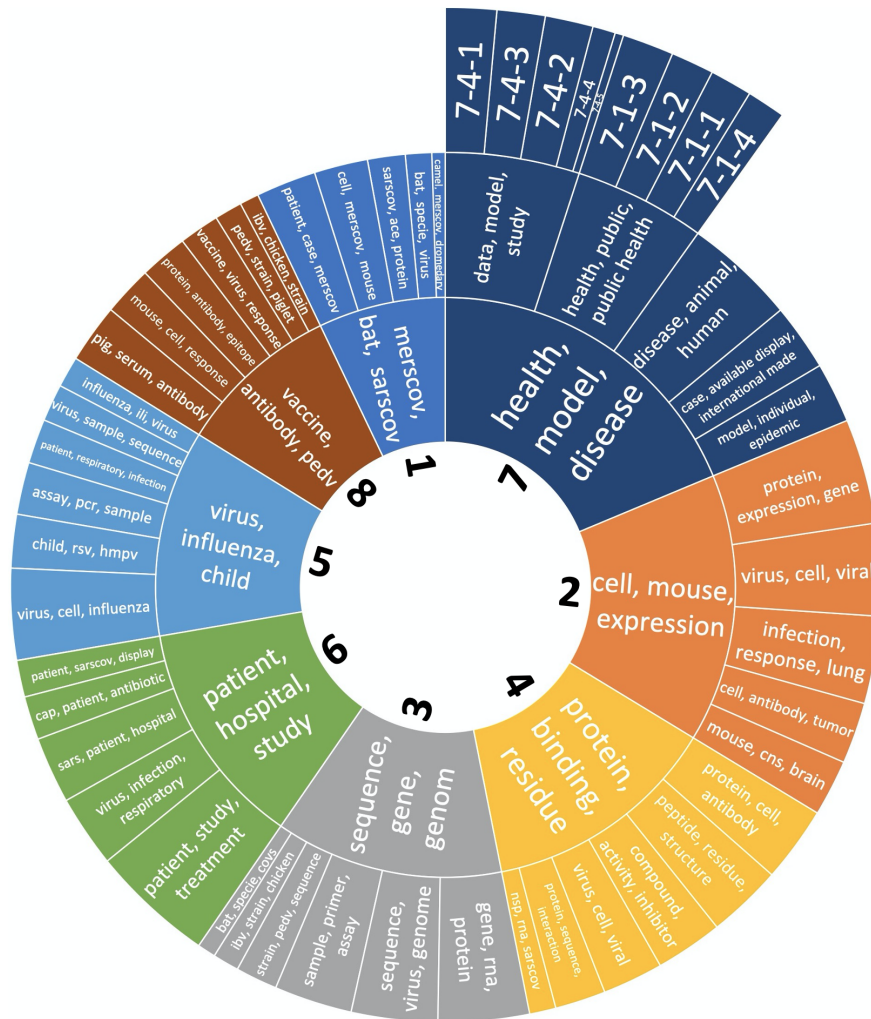 7-4-1
7-4-3
7-4-2
7-4-4
7-4-5
7-1-3
7-1-2
7-1-1
7-1-4
data, model,
study
health, public,
public health
disease, animal,
human
case, available display,
international made
model, individual,
epidemic
health,
model,
disease
7
protein,
expression, gene
virus, cell, viral
infection,
response, lung
cell, antibody, tumor
mouse, cns, brain
cell, mouse,
expression
2
protein, cell,
antibody
peptide, residue,
structure
compound,
activity, inhibitor
virus, cell, viral
protein, sequence,
interaction
nsp, rna, sarscov
protein,
binding,
residue
4
gene, rna,
protein
sequence,
virus, genome
sample, primer,
assay
strain, pedv, sequence
ibv, strain, chicken
bat, specie, covs
sequence,
gene,
genom
3
patient, study,
treatment
virus, infection,
respiratory
sars, patient, hospital
cap, patient, antibiotic
patient, sarscov, display
patient,
hospital,
study
6
virus, cell, influenza
child, rsv, hmpv
assay, pcr, sample
patient, respiratory, infection
virus, sample, sequence
influenza, ili, virus
virus,
influenza,
child
5
pig, serum, antibody
mouse, cell, response
protein, antibody, epitope
vaccine, virus, response
pedv, strain, piglet
ibv, chicken, strain
vaccine,
antibody, pedv
8
patient, case, merscov
cell, merscov, mouse
sarscov, ace, protein
bat, specie, virus
camel, merscov, dromedary
merscov,
bat, sarscov
1